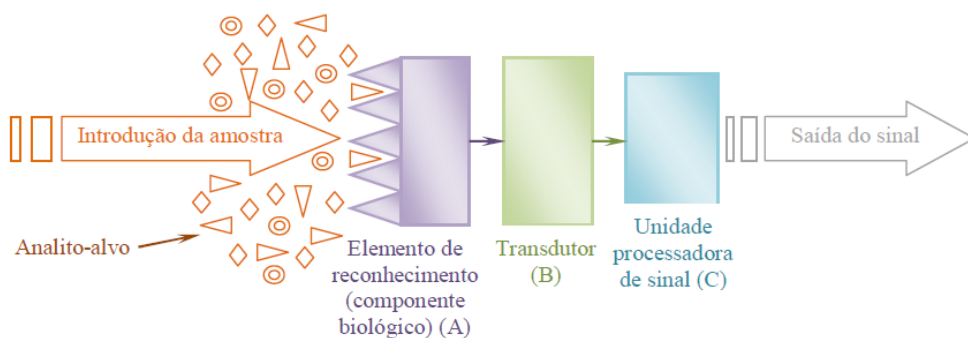 Introdução da amostra
Saída do sinal
Analito-alvo
Elemento de
reconhecimento
(componente
biológico) (A)
Transdutor
(B)
Unidade
processadora
de sinal (C)